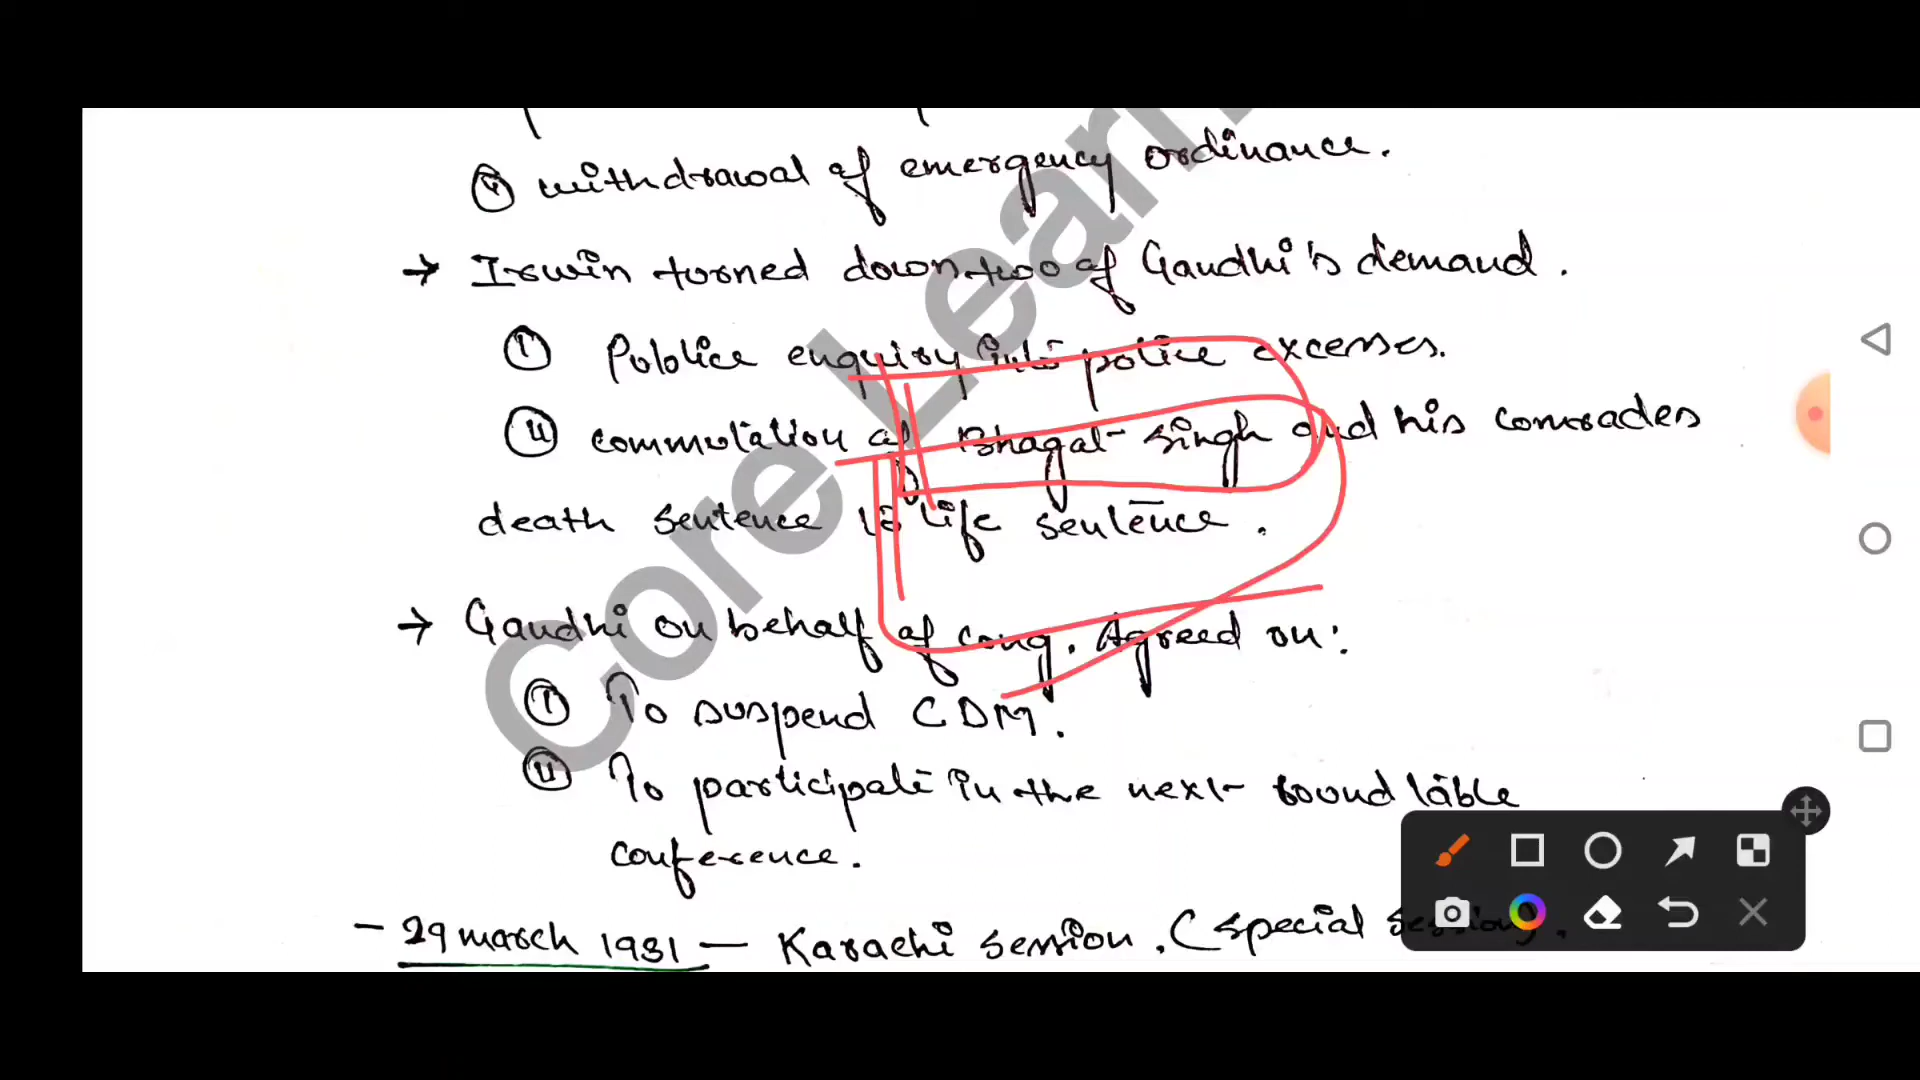 (v) withdrawal of emergency ordinance.
→ Irwin turned down two of Gandhi's demand.
(I) Public enquiry into police excesses.
(II) commutation of Bhagat Singh and his comrades
death sentence to life sentence.
→ Gandhi on behalf of cong. Agreed on:
(I) To suspend CDM.
(II) To participate in the next round table
conference.
- 29 march 1931 — Karachi session. (special session).
Core Learn